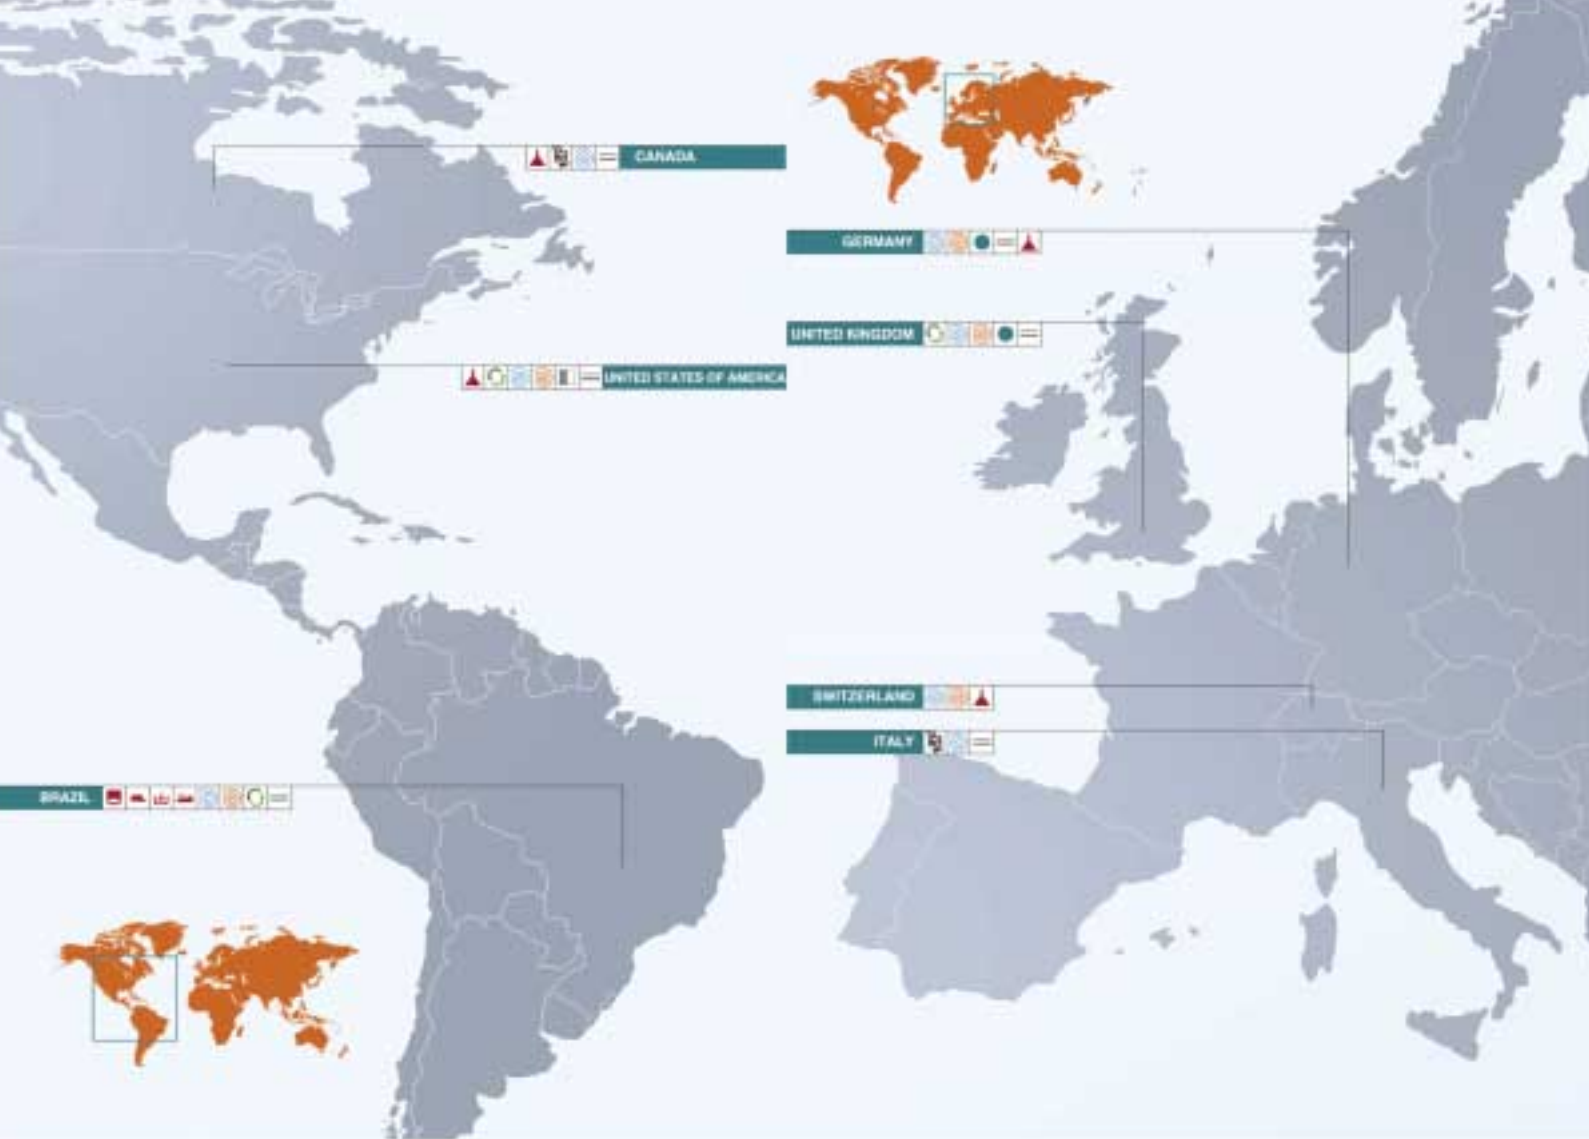 CANADA
UNITED STATES OF AMERICA
BRAZIL
GERMANY
UNITED KINGDOM
SWITZERLAND
ITALY